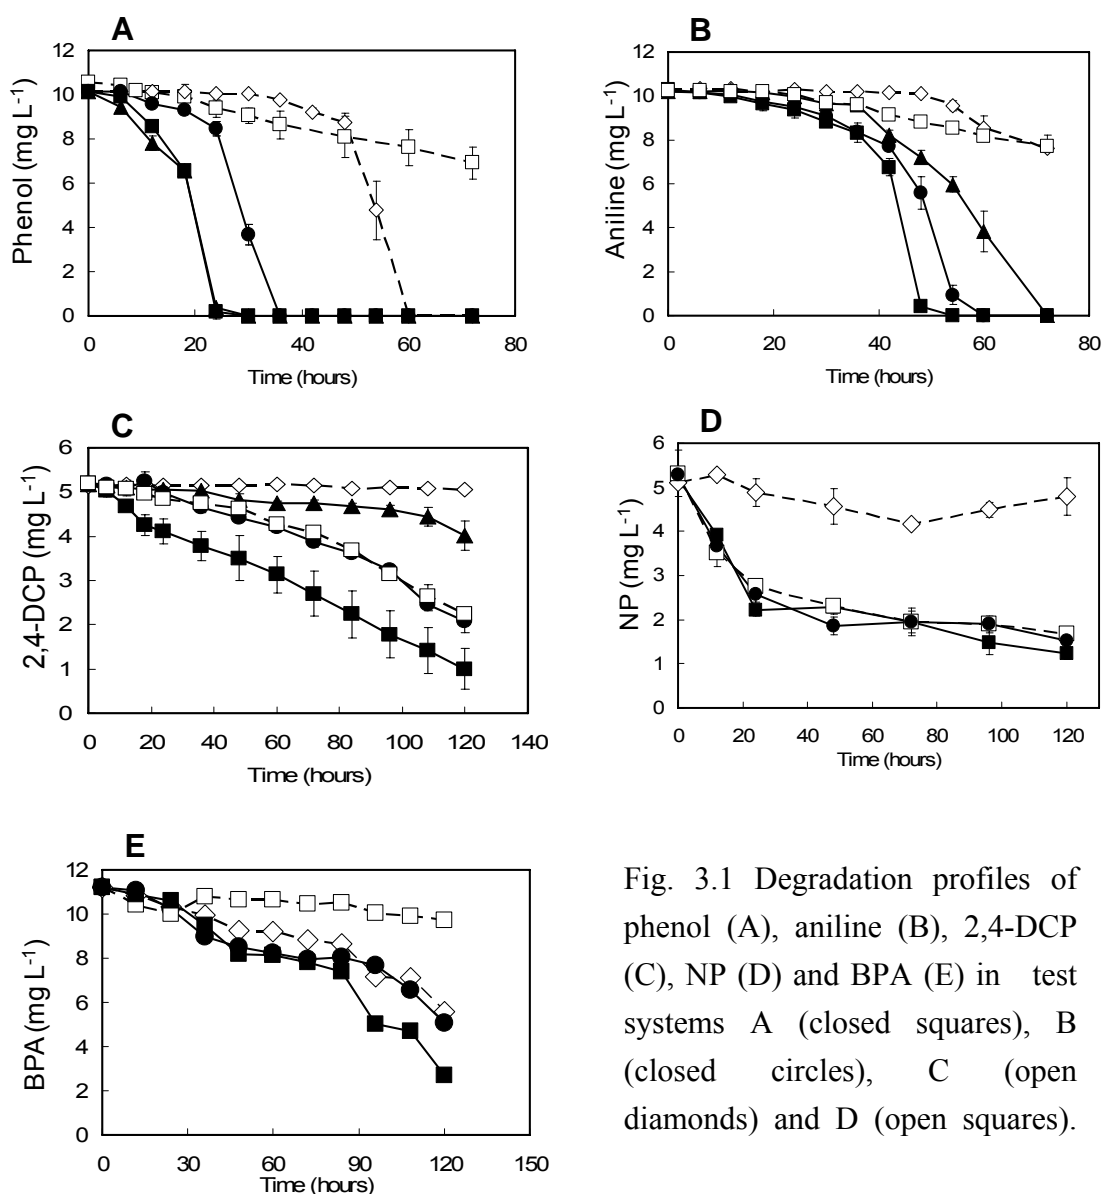 A
Phenol (mg L-1)
12
10
8
6
4
2
0
0 20 40 60 80
Time (hours)
B
Aniline (mg L-1)
12
10
8
6
4
2
0
0 20 40 60 80
Time (hours)
C
2,4-DCP (mg L-1)
6
5
4
3
2
1
0
0 20 40 60 80 100 120 140
Time (hours)
D
NP (mg L-1)
6
5
4
3
2
1
0
0 20 40 60 80 100 120
Time (hours)
E
BPA (mg L-1)
12
10
8
6
4
2
0
0 30 60 90 120 150
Time (hours)
Fig. 3.1 Degradation profiles of
phenol (A), aniline (B), 2,4-DCP
(C), NP (D) and BPA (E) in test
systems A (closed squares), B
(closed circles), C (open
diamonds) and D (open squares).